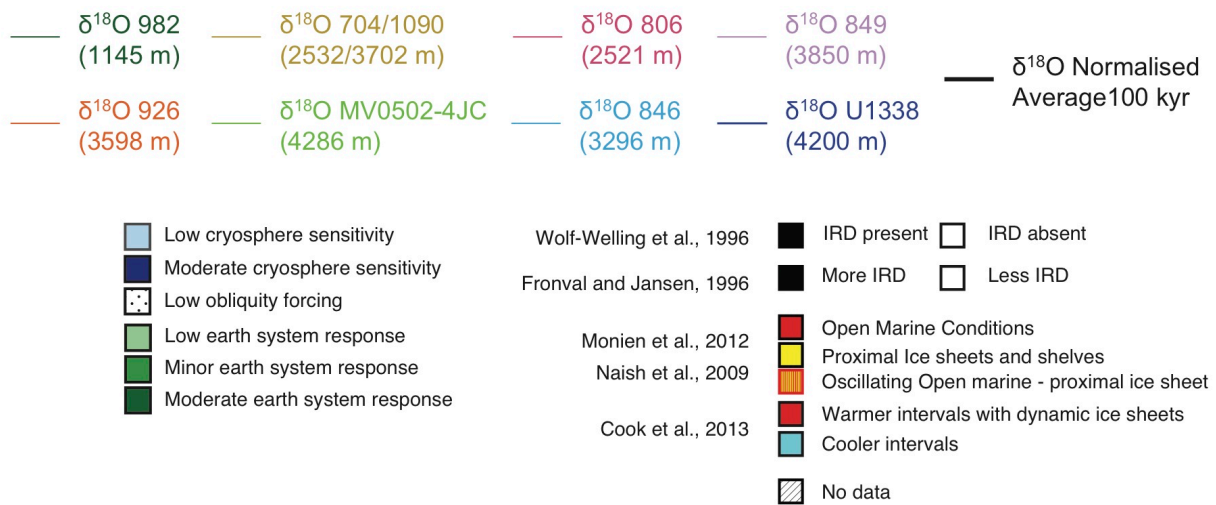 δ¹⁸O 982
(1145 m)
δ¹⁸O 704/1090
(2532/3702 m)
δ¹⁸O 806
(2521 m)
δ¹⁸O 849
(3850 m)
δ¹⁸O Normalised
Average100 kyr
δ¹⁸O 926
(3598 m)
δ¹⁸O MV0502-4JC
(4286 m)
δ¹⁸O 846
(3296 m)
δ¹⁸O U1338
(4200 m)
Low cryosphere sensitivity
Moderate cryosphere sensitivity
Low obliquity forcing
Low earth system response
Minor earth system response
Moderate earth system response
Wolf-Welling et al., 1996
IRD present
IRD absent
Fronval and Jansen, 1996
More IRD
Less IRD
Monien et al., 2012
Naish et al., 2009
Open Marine Conditions
Proximal Ice sheets and shelves
Oscillating Open marine - proximal ice sheet
Cook et al., 2013
Warmer intervals with dynamic ice sheets
Cooler intervals
No data